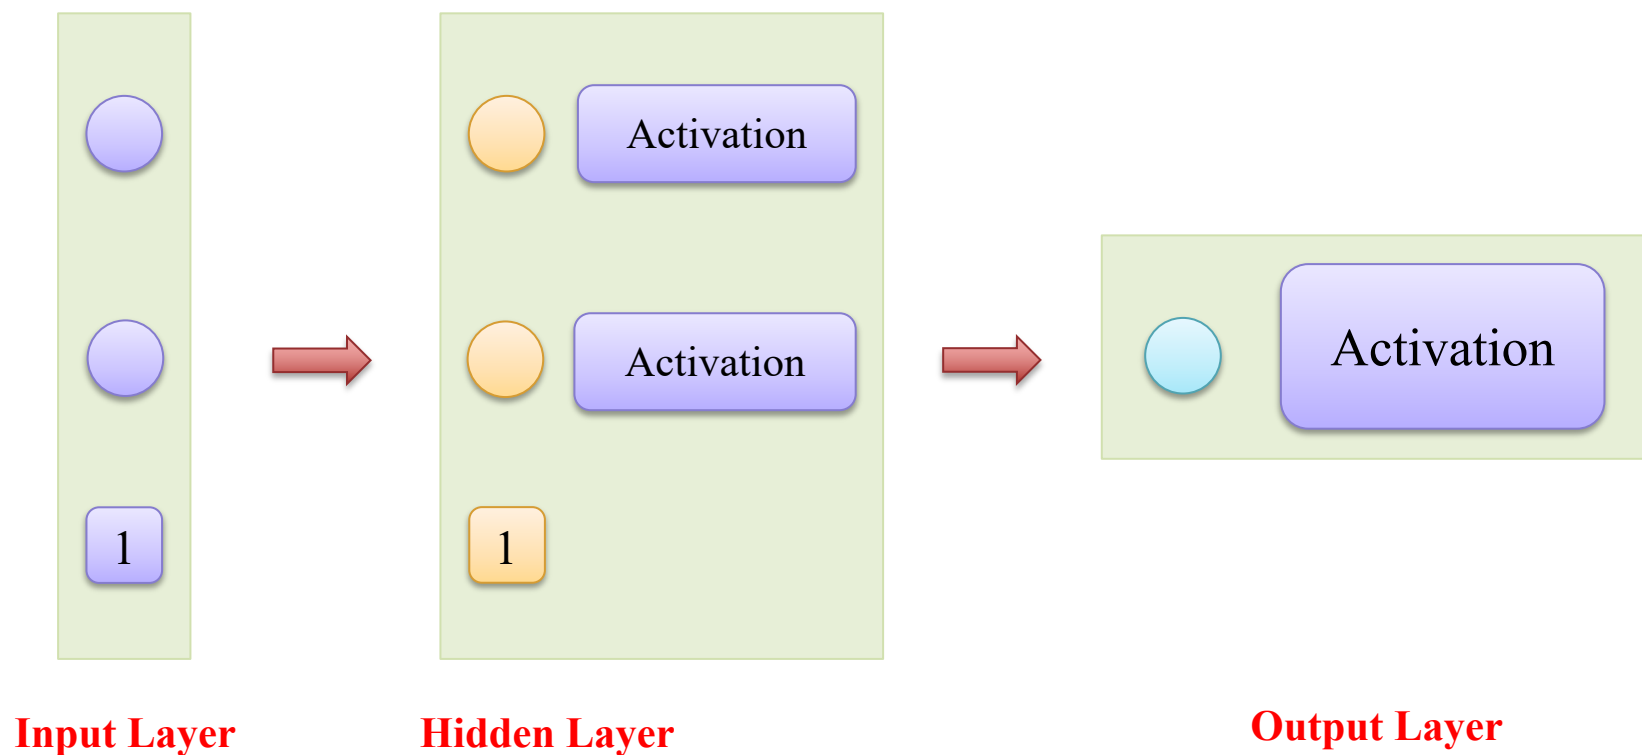 Activation
Activation
Activation
1
1
Input Layer
Hidden Layer
Output Layer